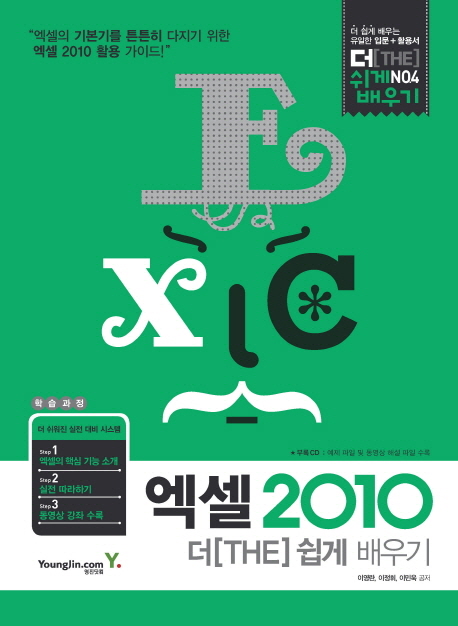 “엑셀의 기본기를 튼튼히 다지기 위한
엑셀 2010 활용 가이드!”
더 쉽게 배우는
유일한 입문+활용서
더[THE]
쉽게NO.4
배우기
E
x
c
학습과정
더 쉬워진 실전 대비 시스템
Step 1
엑셀의 핵심 기능 소개
Step 2
실전 따라하기
Step 3
동영상 강좌 수록
★부록CD : 예제 파일 및 동영상 해설 파일 수록
엑셀 2010
더[THE] 쉽게 배우기
이영란, 이정희, 이민욱 공저
YoungJin.com Y.
영진닷컴